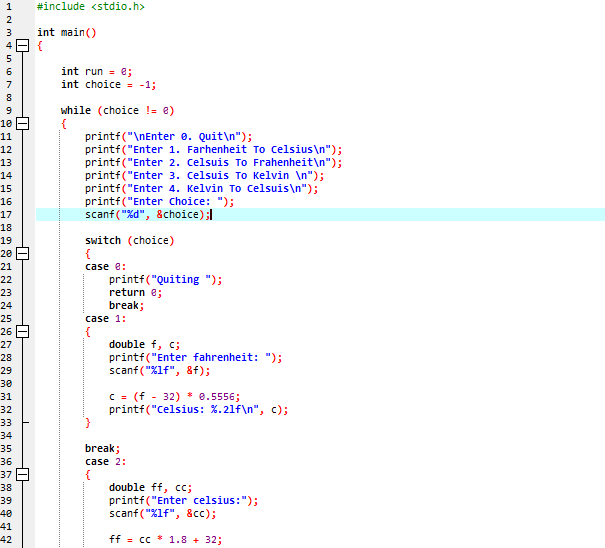 1 #include <stdio.h>
2
3 int main()
4 {
5
6 int run = 0;
7 int choice = -1;
8
9 while (choice != 0)
10 {
11 printf("\nEnter 0. Quit\n");
12 printf("Enter 1. Farhenheit To Celsius\n");
13 printf("Enter 2. Celsuis To Frahenheit\n");
14 printf("Enter 3. Celsuis To Kelvin \n");
15 printf("Enter 4. Kelvin To Celsuis\n");
16 printf("Enter Choice: ");
17 scanf("%d", &choice);
18
19 switch (choice)
20 {
21 case 0:
22 printf("Quiting ");
23 return 0;
24 break;
25 case 1:
26 {
27 double f, c;
28 printf("Enter fahrenheit: ");
29 scanf("%lf", &f);
30
31 c = (f - 32) * 0.5556;
32 printf("Celsius: %.2lf\n", c);
33 }
34
35 break;
36 case 2:
37 {
38 double ff, cc;
39 printf("Enter celsius:");
40 scanf("%lf", &cc);
41
42 ff = cc * 1.8 + 32;